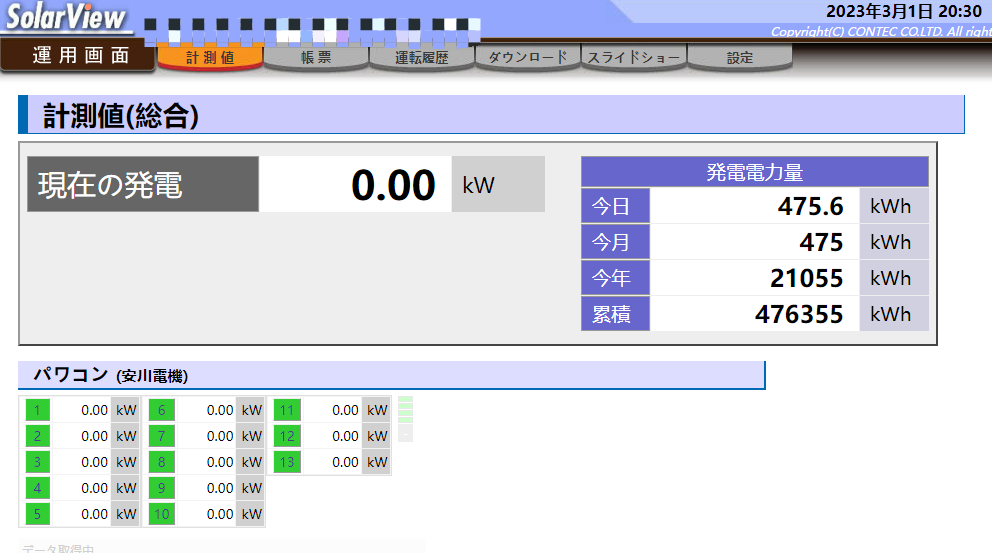 SolarView
2023年3月1日 20:30
Copyright(C) CONTEC CO.LTD. All right
運用画面
計測値 帳票 運転履歴 ダウンロード スライドショー 設定
計測値(総合)
現在の発電 0.00 kW
発電電力量
今日 475.6 kWh
今月 475 kWh
今年 21055 kWh
累積 476355 kWh
パワコン (安川電機)
1 0.00 kW 6 0.00 kW 11 0.00 kW
2 0.00 kW 7 0.00 kW 12 0.00 kW
3 0.00 kW 8 0.00 kW 13 0.00 kW
4 0.00 kW 9 0.00 kW
5 0.00 kW 10 0.00 kW
データ取得中